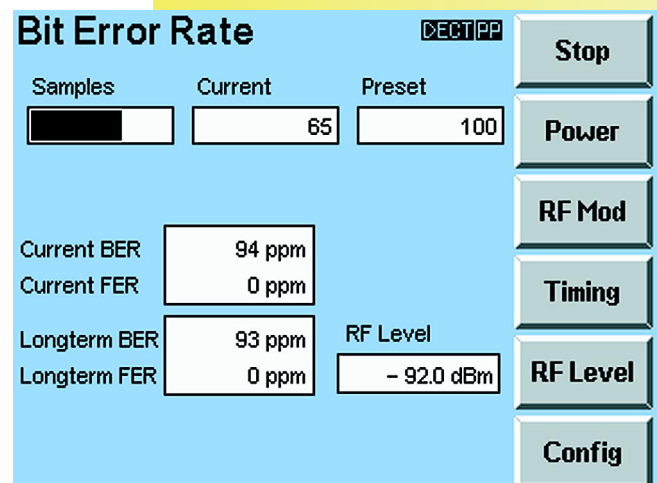 Bit Error Rate
DECT PP
Stop
Samples Current Preset
65 100
Power
RF Mod
Current BER 94 ppm
Current FER 0 ppm
Timing
Longterm BER 93 ppm RF Level
Longterm FER 0 ppm – 92.0 dBm
RF Level
Config